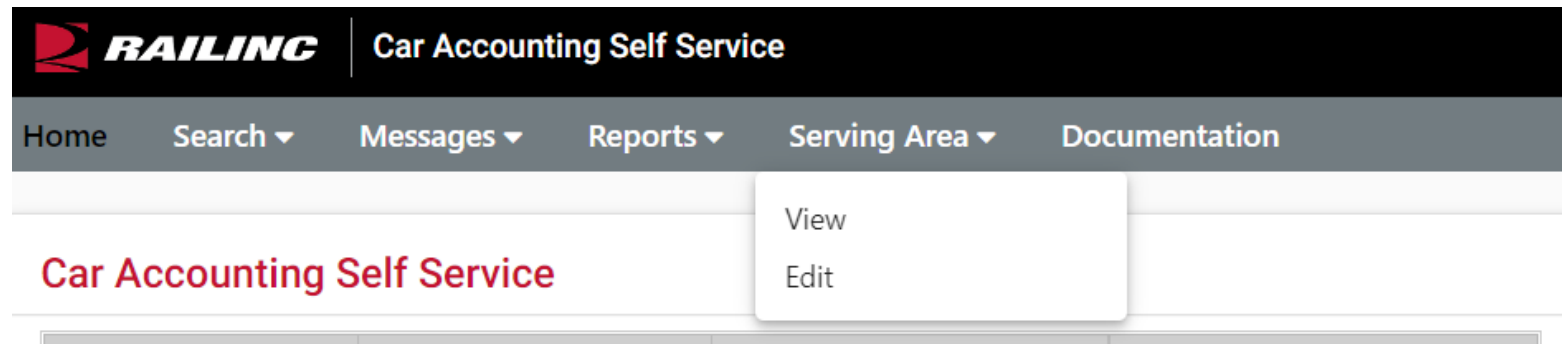 RAILINC Car Accounting Self Service
Home Search Messages Reports Serving Area Documentation
View
Car Accounting Self Service
Edit